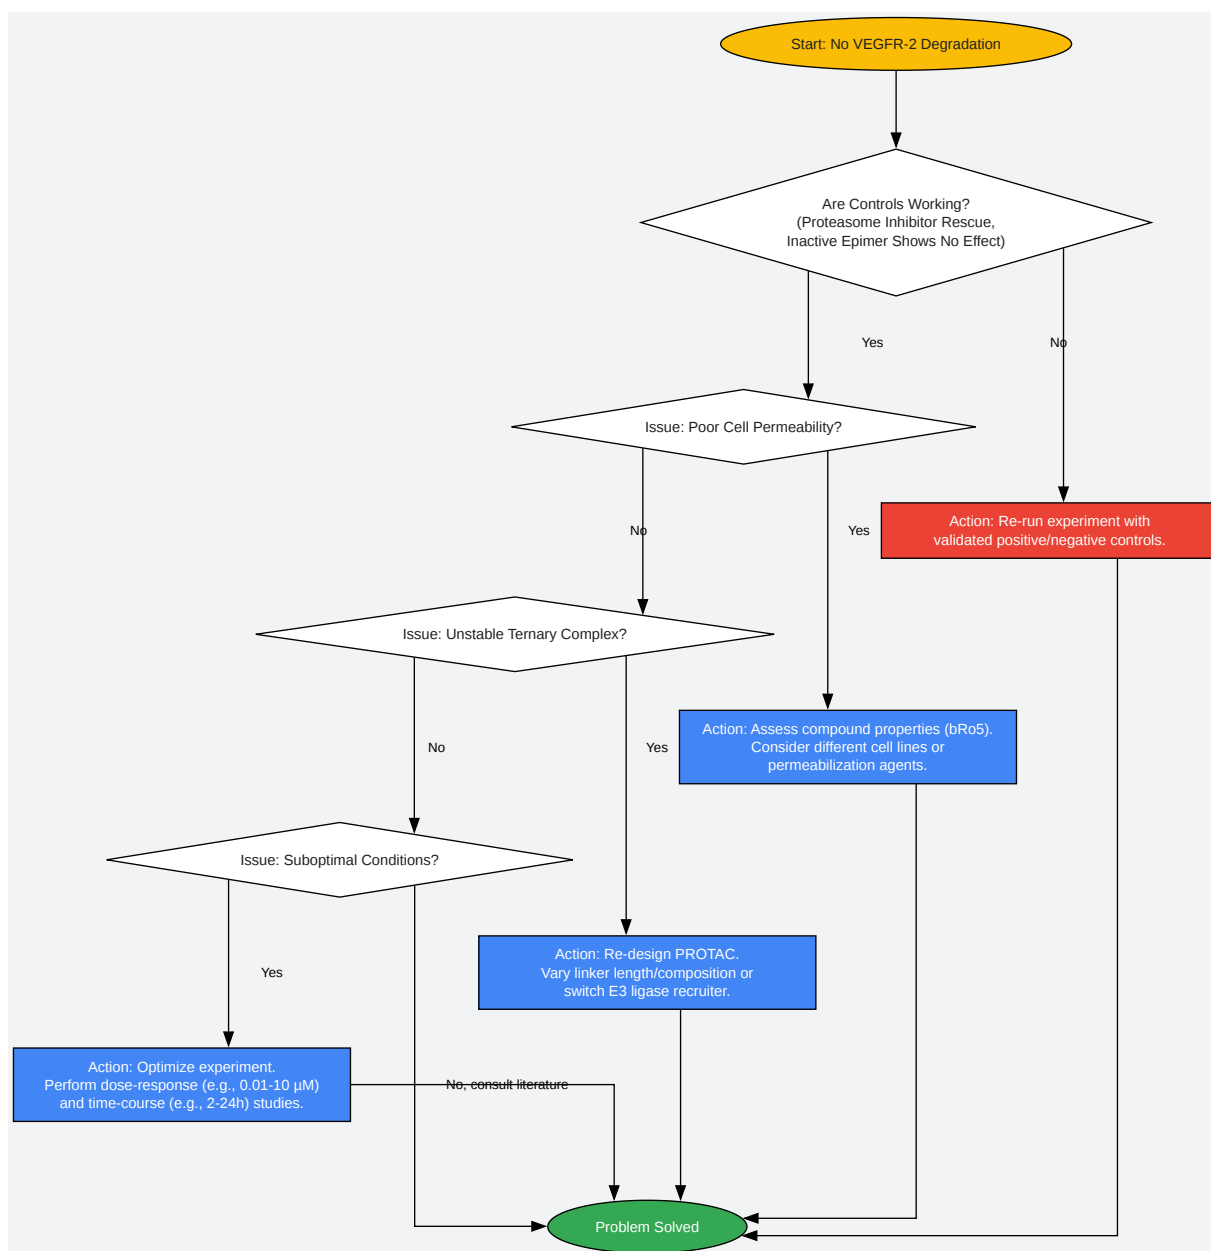 Start: No VEGFR-2 Degradation
Are Controls Working?
(Proteasome Inhibitor Rescue,
Inactive Epimer Shows No Effect)
Yes
No
Issue: Poor Cell Permeability?
Action: Re-run experiment with
validated positive/negative controls.
No
Yes
Issue: Unstable Ternary Complex?
Action: Assess compound properties (bRo5).
Consider different cell lines or
permeabilization agents.
No
Yes
Issue: Suboptimal Conditions?
Action: Re-design PROTAC.
Vary linker length/composition or
switch E3 ligase recruiter.
Yes
Action: Optimize experiment.
Perform dose-response (e.g., 0.01-10 µM)
and time-course (e.g., 2-24h) studies.
No, consult literature
Problem Solved